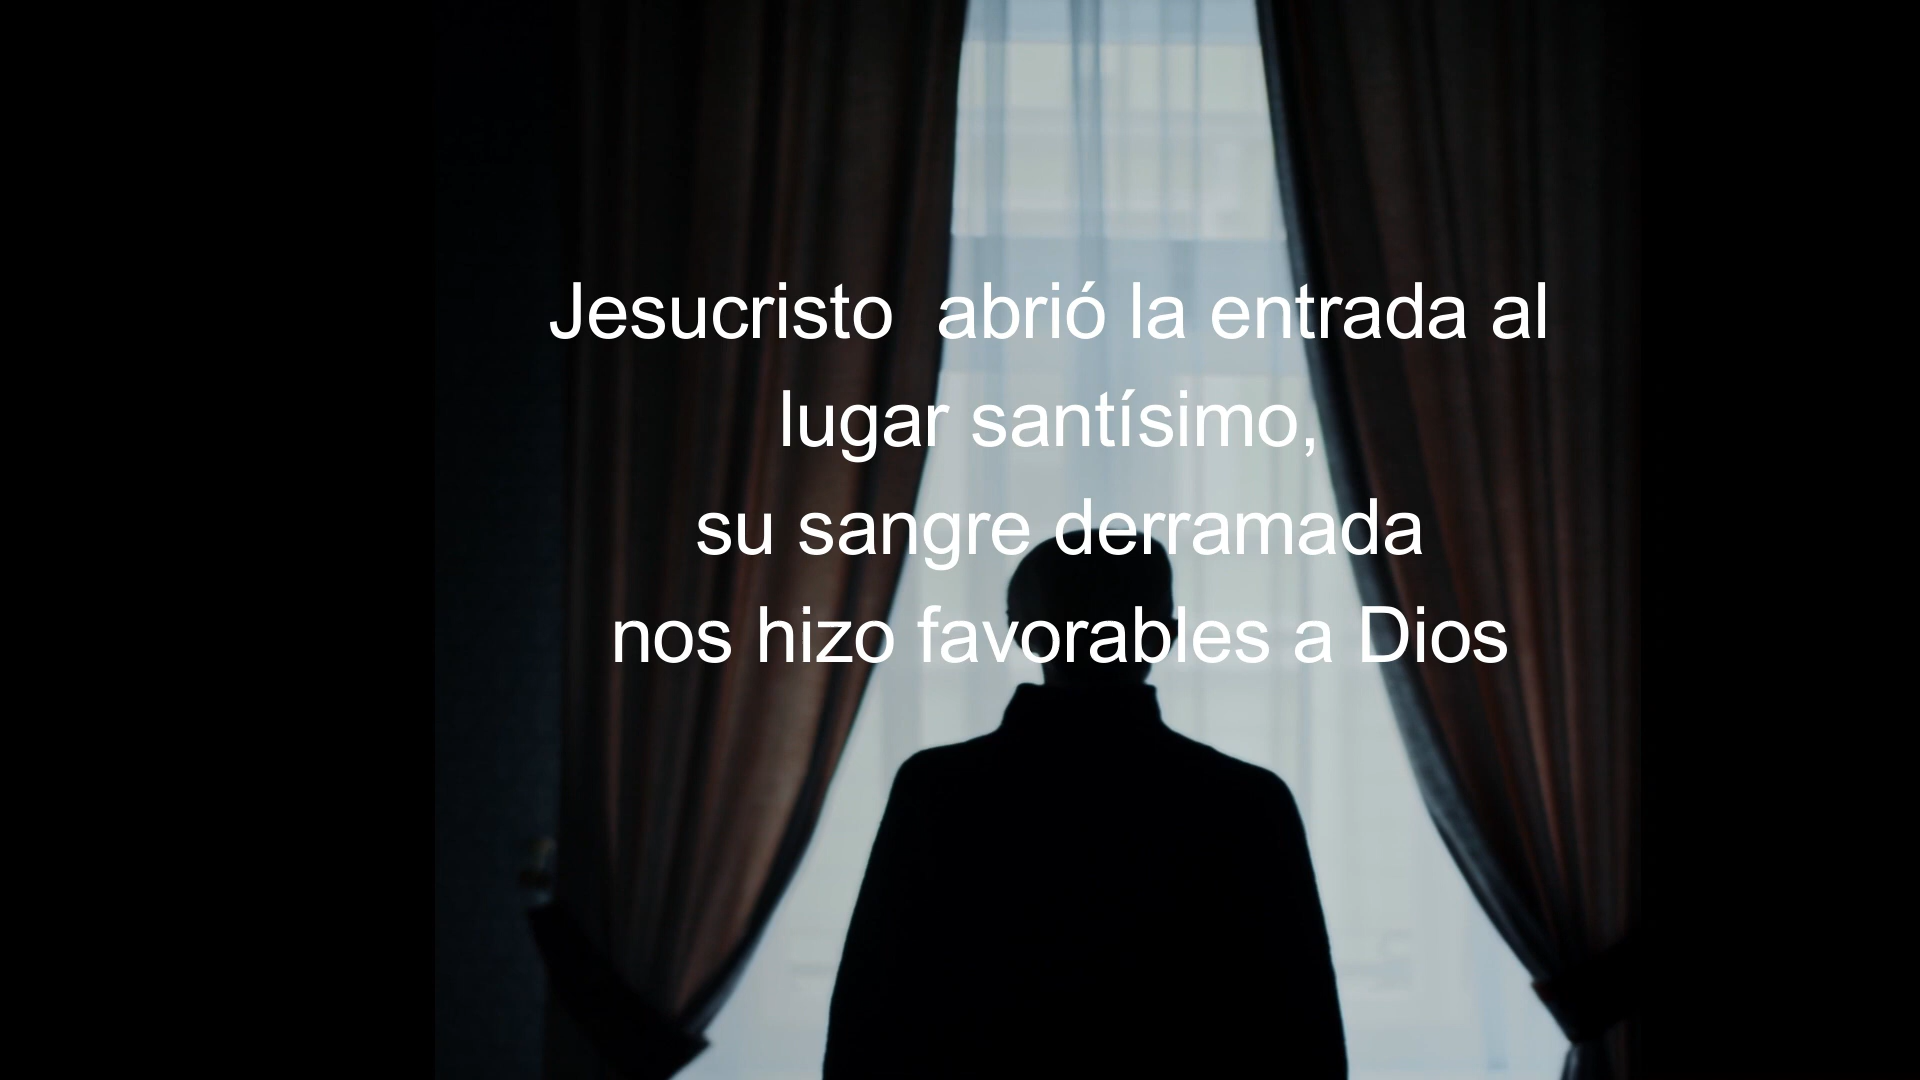 Jesucristo  abrió la entrada al
lugar santísimo,
su sangre derramada
nos hizo favorables a Dios